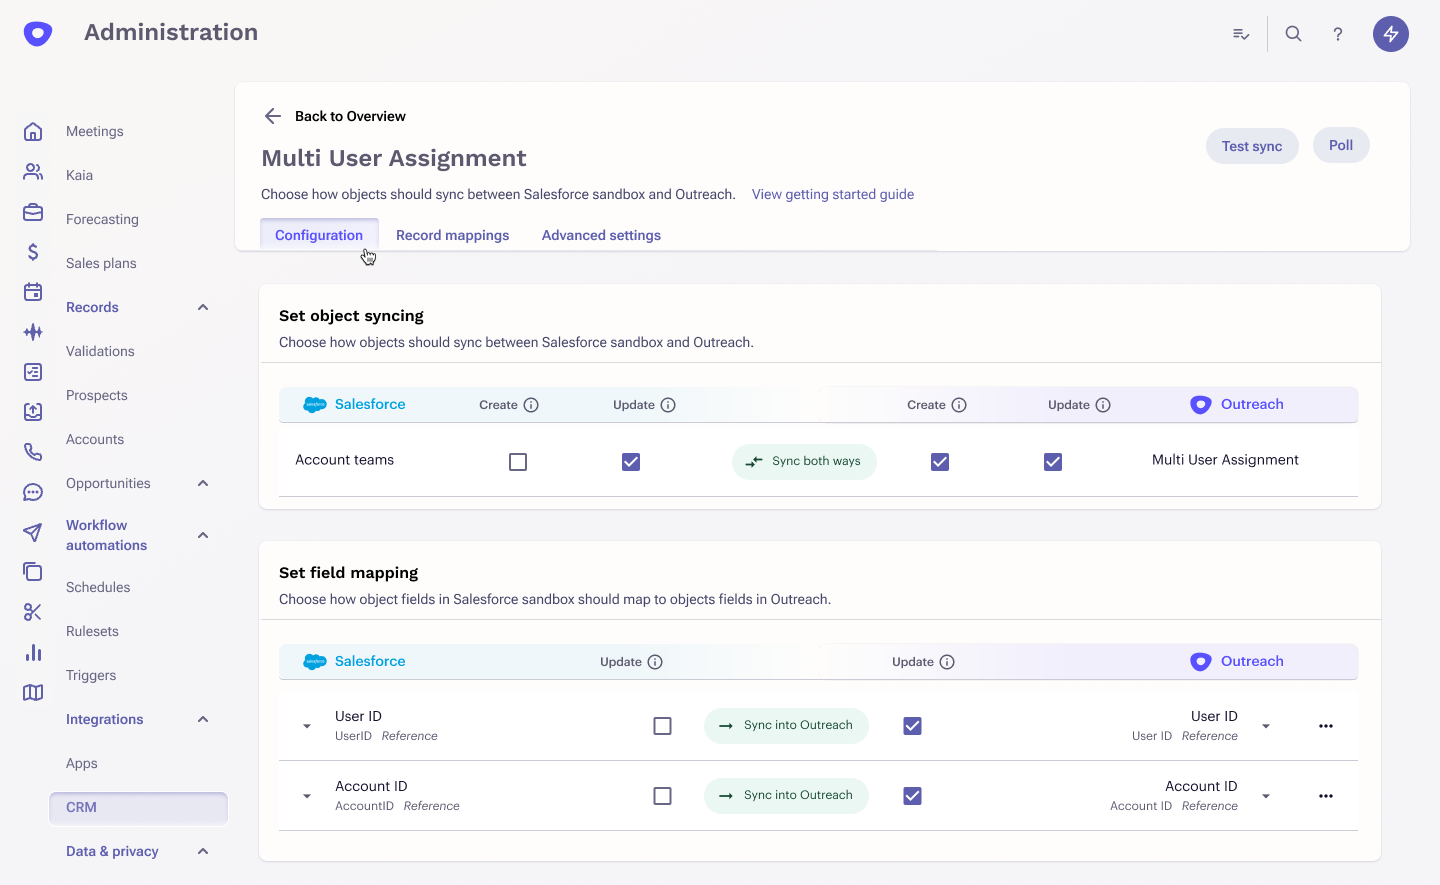 Administration
?
Meetings
Kaia
Forecasting
Sales plans
Records
Validations
Prospects
Accounts
Opportunities
Workflow
automations
Schedules
Rulesets
Triggers
Integrations
Apps
CRM
Data & privacy
Back to Overview
Multi User Assignment
Test sync
Poll
Choose how objects should sync between Salesforce sandbox and Outreach. View getting started guide
Configuration Record mappings Advanced settings
Set object syncing
Choose how objects should sync between Salesforce sandbox and Outreach.
salesforce Salesforce Create Update Create Update Outreach
Account teams Sync both ways Multi User Assignment
Set field mapping
Choose how object fields in Salesforce sandbox should map to objects fields in Outreach.
salesforce Salesforce Update Update Outreach
User ID Sync into Outreach User ID
UserID Reference User ID Reference
Account ID Sync into Outreach Account ID
AccountID Reference Account ID Reference